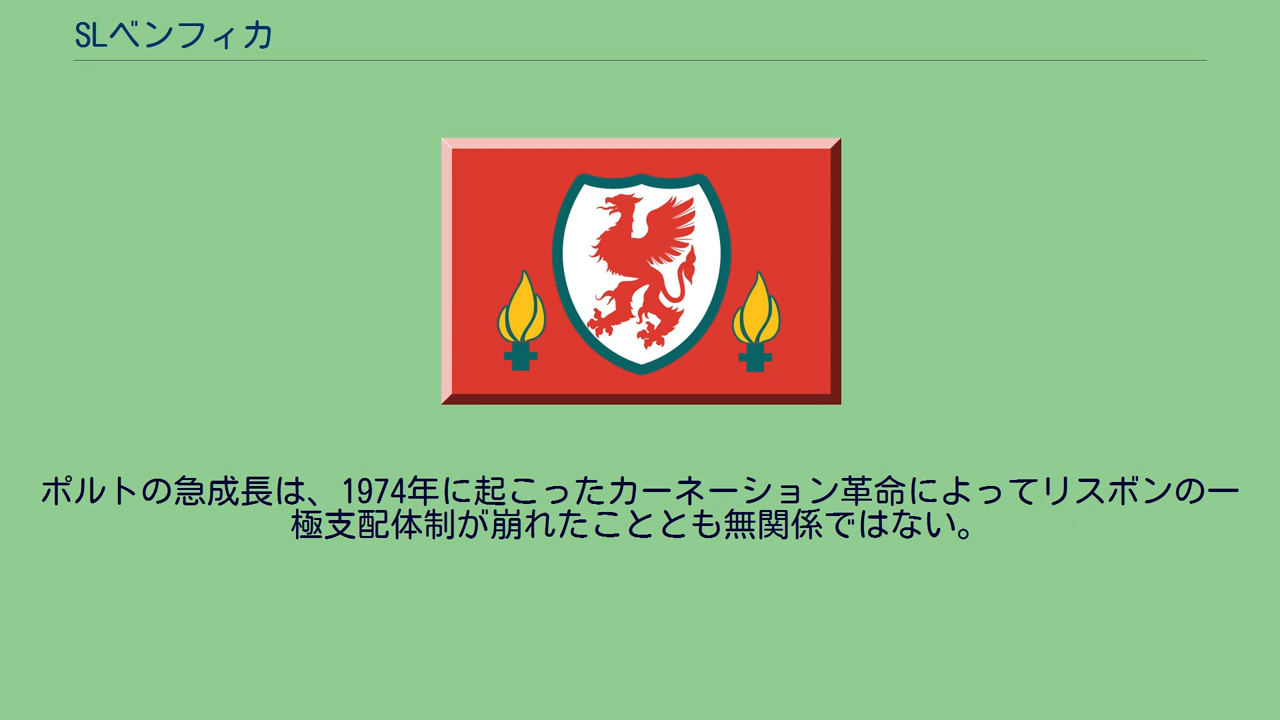 SLベンフィカ
ポルトの急成長は、1974年に起こったカーネーション革命によってリスボンの一
極支配体制が崩れたこととも無関係ではない。